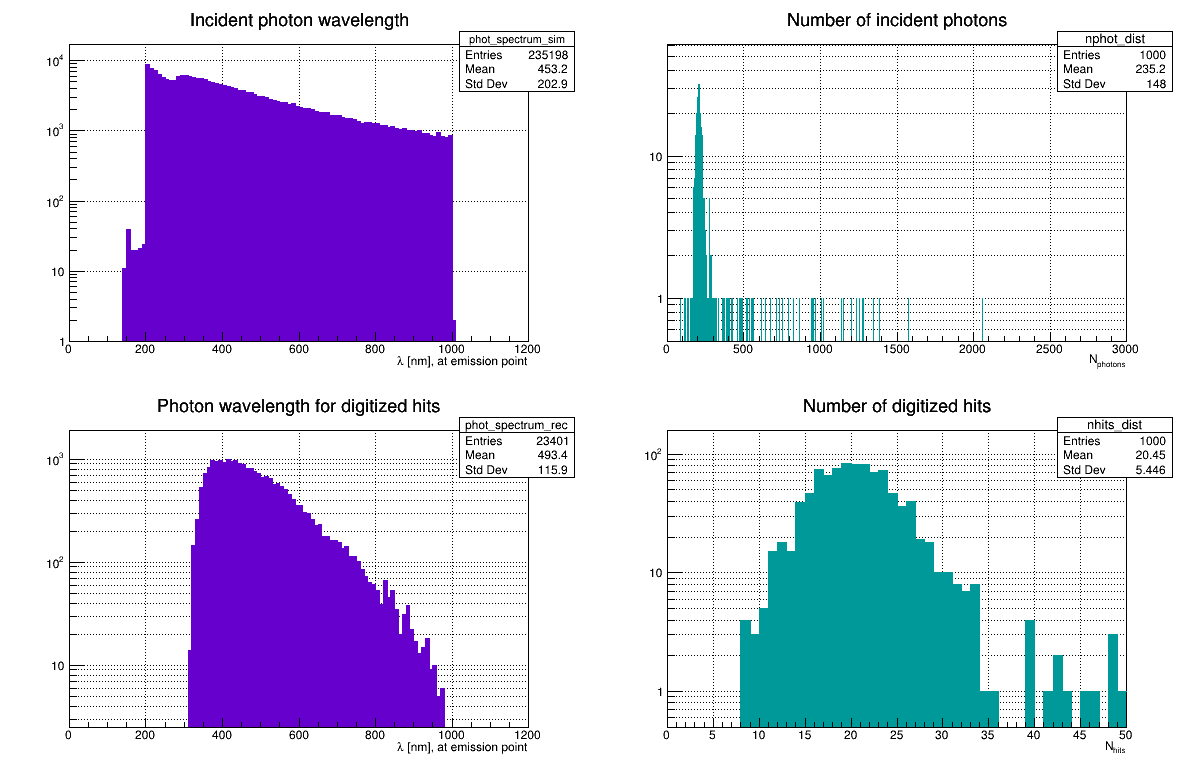 Incident photon wavelength
phot_spectrum_sim
Entries 235198
Mean 453.2
Std Dev 202.9
10^4
10^3
10^2
10
1
0 200 400 600 800 1000 1200
λ [nm], at emission point
Number of incident photons
nphot_dist
Entries 1000
Mean 235.2
Std Dev 148
10
1
0 500 1000 1500 2000 2500 3000
N_photons
Photon wavelength for digitized hits
phot_spectrum_rec
Entries 23401
Mean 493.4
Std Dev 115.9
10^3
10^2
10
0 200 400 600 800 1000 1200
λ [nm], at emission point
Number of digitized hits
nhits_dist
Entries 1000
Mean 20.45
Std Dev 5.446
10^2
10
1
0 5 10 15 20 25 30 35 40 45 50
N_hits